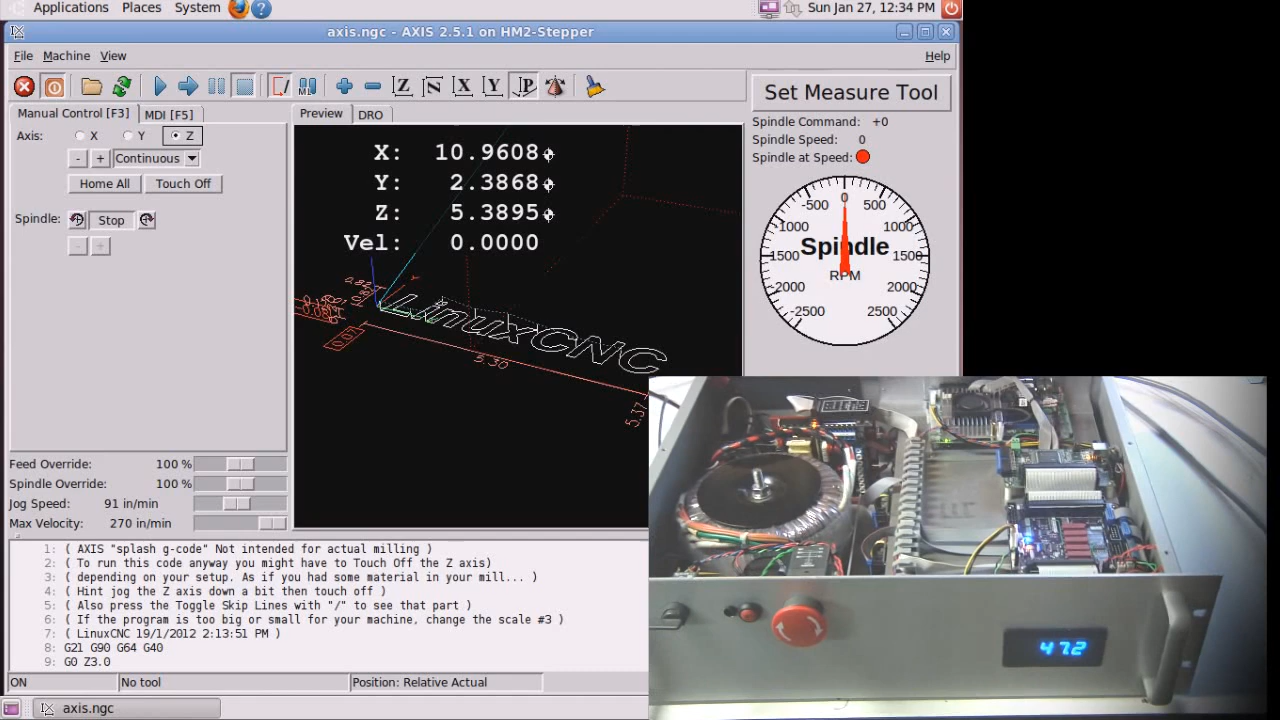 Applications Places System ? Sun Jan 27, 12:34 PM
axis.ngc - AXIS 2.5.1 on HM2-Stepper
File Machine View Help
Set Measure Tool
Manual Control [F3] MDI [F5] Preview DRO
Axis: X Y Z
- + Continuous
Home All Touch Off
Spindle: Stop
- +
X: 10.9608
Y: 2.3868
Z: 5.3895
Vel: 0.0000
LinuxCNC
0.07
5.30
5.37
Spindle Command: +0
Spindle Speed: 0
Spindle at Speed:
0
-500 500
-1000 1000
Spindle
-1500 1500
RPM
-2000 2000
-2500 2500
Feed Override: 100 %
Spindle Override: 100 %
Jog Speed: 91 in/min
Max Velocity: 270 in/min
1: ( AXIS "splash g-code" Not intended for actual milling )
2: ( To run this code anyway you might have to Touch Off the Z axis)
3: ( depending on your setup. As if you had some material in your mill... )
4: ( Hint jog the Z axis down a bit then touch off )
5: ( Also press the Toggle Skip Lines with "/" to see that part )
6: ( If the program is too big or small for your machine, change the scale #3 )
7: ( LinuxCNC 19/1/2012 2:13:51 PM )
8: G21 G90 G64 G40
9: G0 Z3.0
ON No tool Position: Relative Actual
axis.ngc
47.2